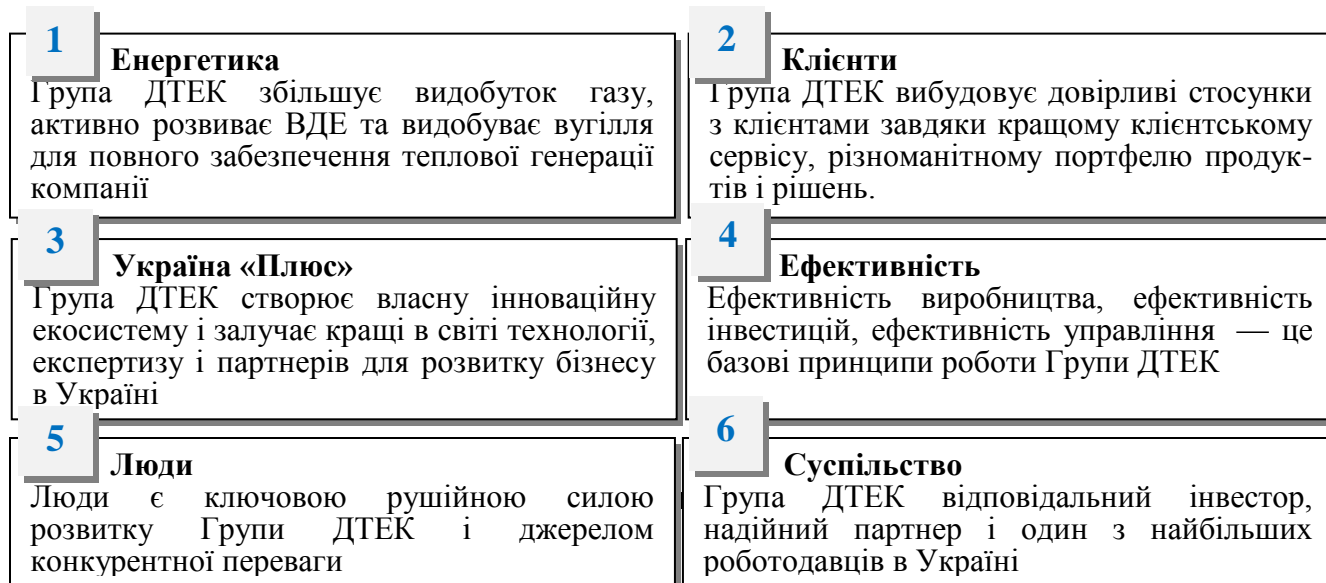 1
Енергетика
Група ДТЕК збільшує видобуток газу,
активно розвиває ВДЕ та видобуває вугілля
для повного забезпечення теплової генерації
компанії
2
Клієнти
Група ДТЕК вибудовує довірливі стосунки
з клієнтами завдяки кращому клієнтському
сервісу, різноманітному портфелю продук-
тів і рішень.
3
Україна «Плюс»
Група ДТЕК створює власну інноваційну
екосистему і залучає кращі в світі технології,
експертизу і партнерів для розвитку бізнесу
в Україні
4
Ефективність
Ефективність виробництва, ефективність
інвестицій, ефективність управління — це
базові принципи роботи Групи ДТЕК
5
Люди
Люди є ключовою рушійною силою
розвитку Групи ДТЕК і джерелом
конкурентної переваги
6
Суспільство
Група ДТЕК відповідальний інвестор,
надійний партнер і один з найбільших
роботодавців в Україні